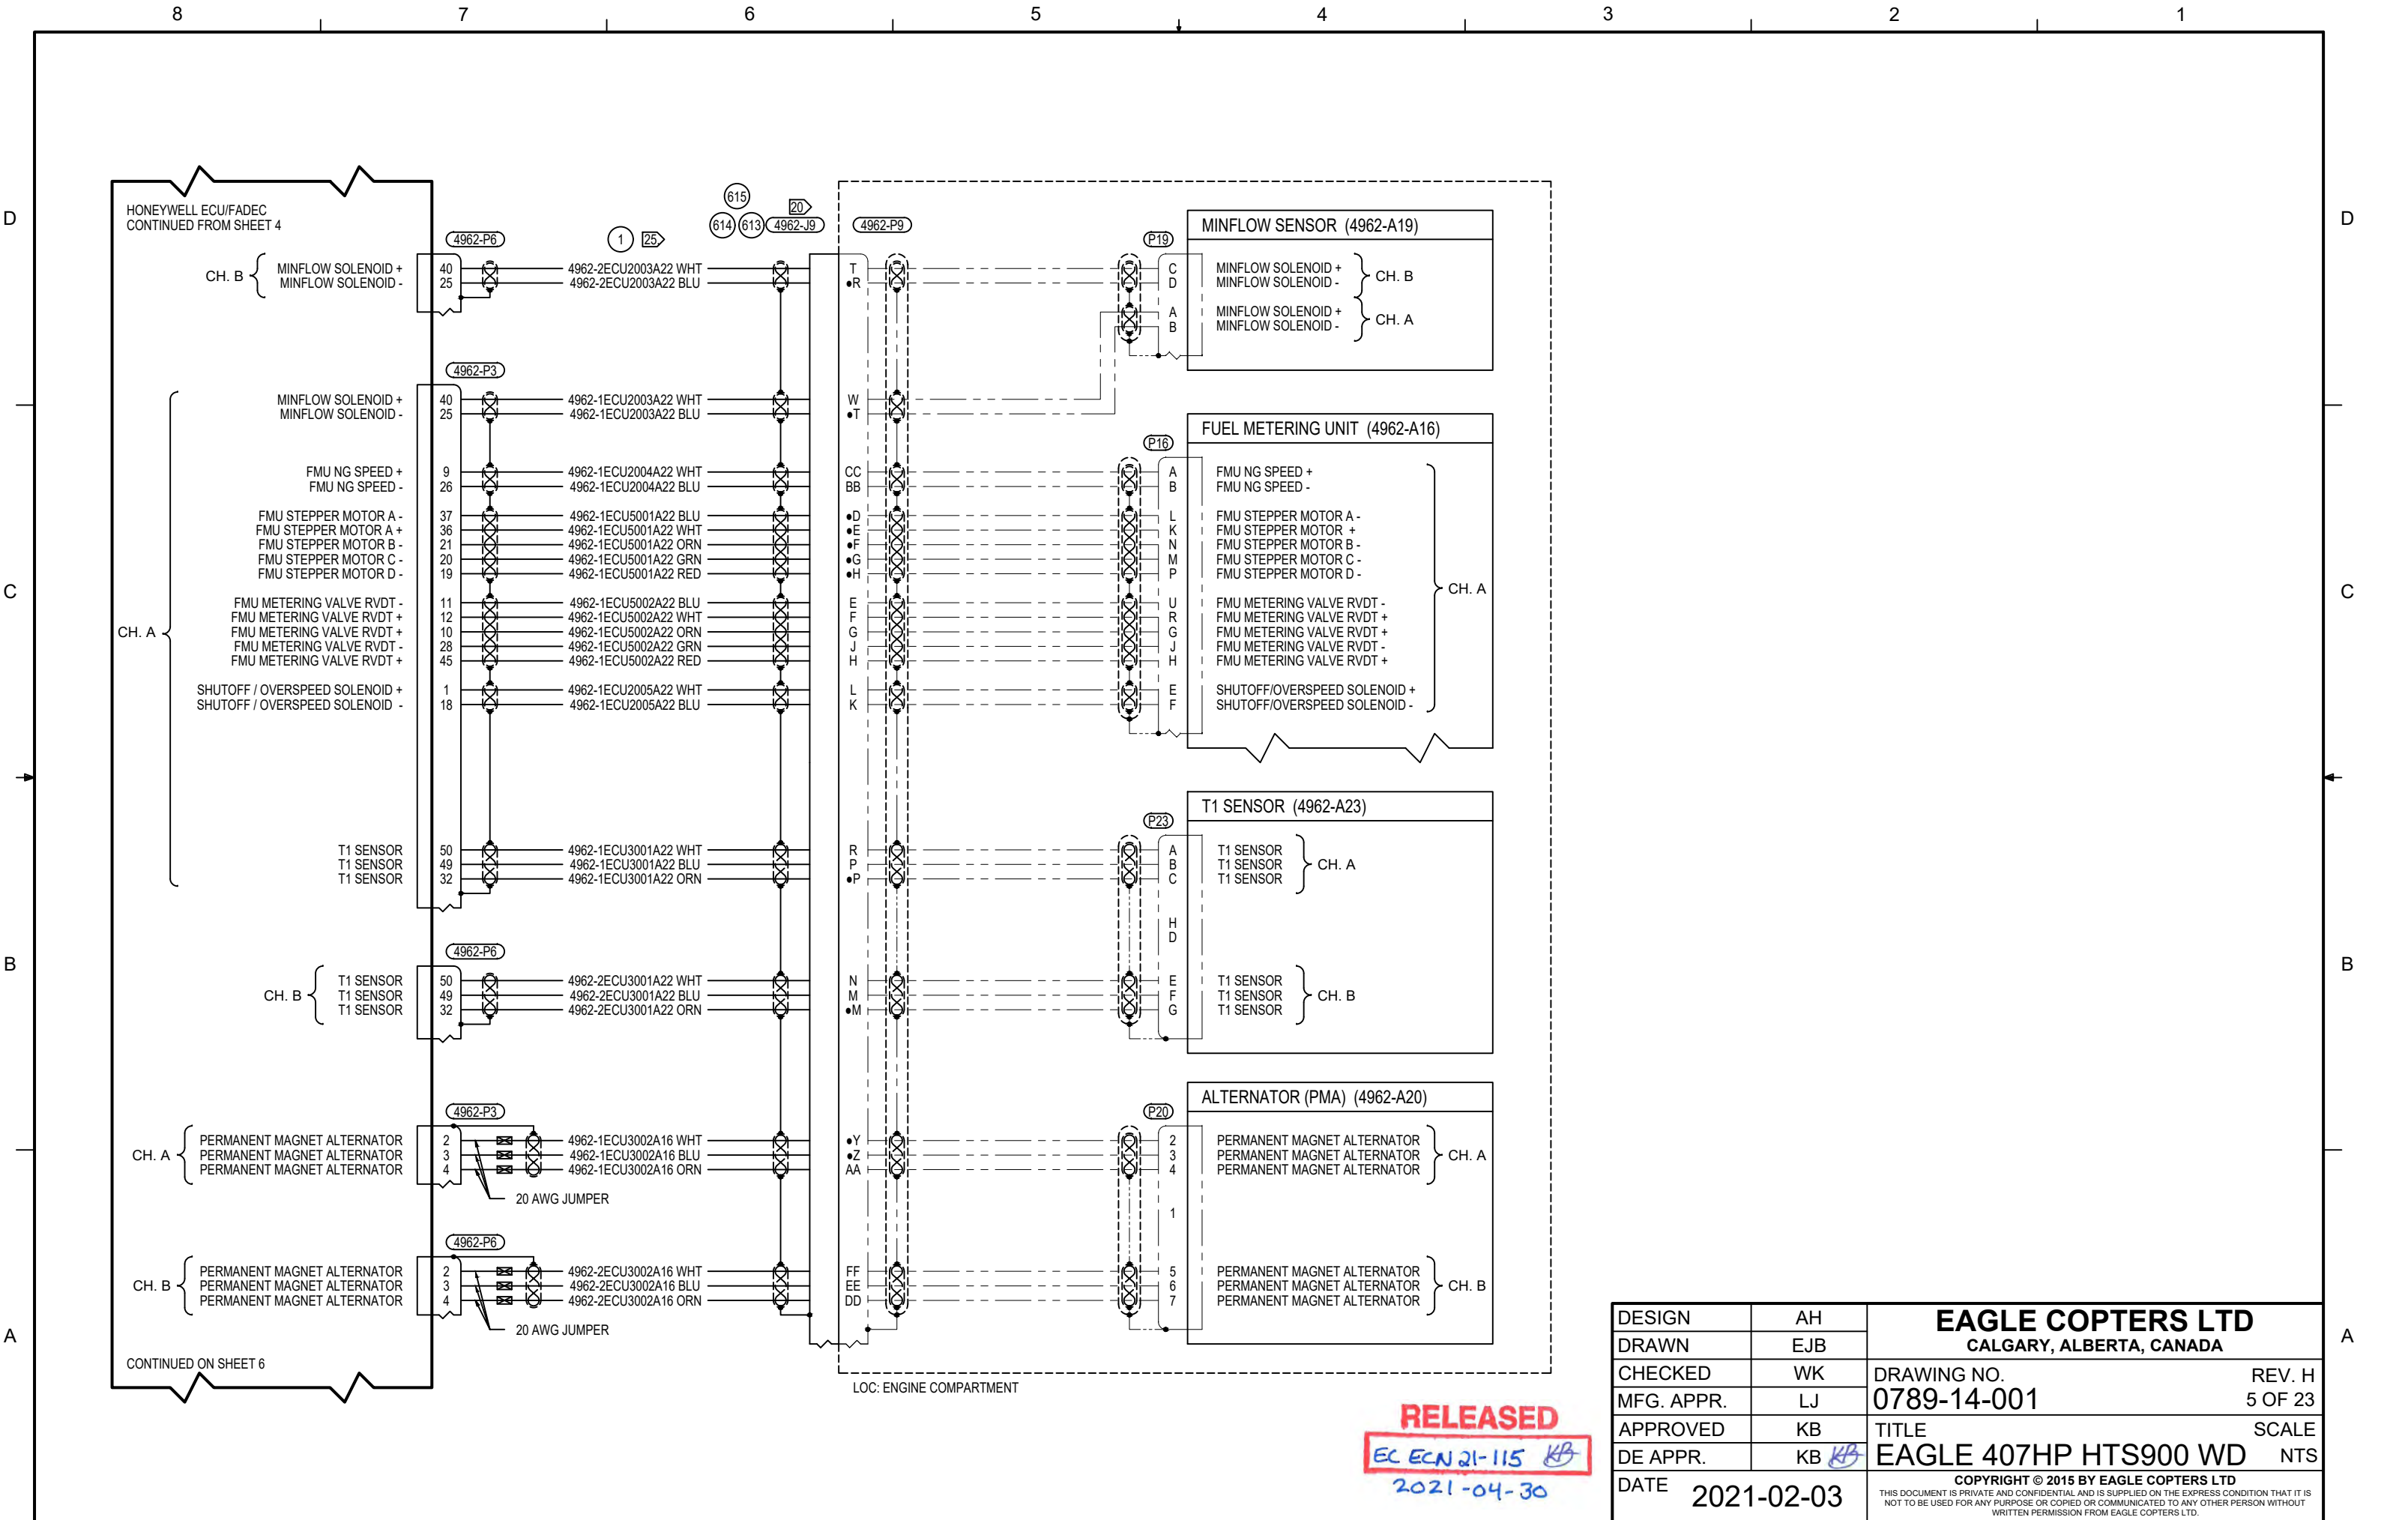 8 7 6 5 4 3 2 1
D
C
B
A
D
C
B
A
HONEYWELL ECU/FADEC
CONTINUED FROM SHEET 4
615
614 613 4962-J9 20
1 25
4962-P9
4962-P6
CH. B
MINFLOW SOLENOID + 40 4962-2ECU2003A22 WHT T
MINFLOW SOLENOID - 25 4962-2ECU2003A22 BLU •R
4962-P3
CH. A
MINFLOW SOLENOID + 40 4962-1ECU2003A22 WHT W
MINFLOW SOLENOID - 25 4962-1ECU2003A22 BLU •T
FMU NG SPEED + 9 4962-1ECU2004A22 WHT CC
FMU NG SPEED - 26 4962-1ECU2004A22 BLU BB
FMU STEPPER MOTOR A - 37 4962-1ECU5001A22 BLU •D
FMU STEPPER MOTOR A + 36 4962-1ECU5001A22 WHT •E
FMU STEPPER MOTOR B - 21 4962-1ECU5001A22 ORN •F
FMU STEPPER MOTOR C - 20 4962-1ECU5001A22 GRN •G
FMU STEPPER MOTOR D - 19 4962-1ECU5001A22 RED •H
FMU METERING VALVE RVDT - 11 4962-1ECU5002A22 BLU E
FMU METERING VALVE RVDT + 12 4962-1ECU5002A22 WHT F
FMU METERING VALVE RVDT + 10 4962-1ECU5002A22 ORN G
FMU METERING VALVE RVDT - 28 4962-1ECU5002A22 GRN J
FMU METERING VALVE RVDT + 45 4962-1ECU5002A22 RED H
SHUTOFF / OVERSPEED SOLENOID + 1 4962-1ECU2005A22 WHT L
SHUTOFF / OVERSPEED SOLENOID - 18 4962-1ECU2005A22 BLU K
T1 SENSOR 50 4962-1ECU3001A22 WHT R
T1 SENSOR 49 4962-1ECU3001A22 BLU P
T1 SENSOR 32 4962-1ECU3001A22 ORN •P
4962-P6
CH. B
T1 SENSOR 50 4962-2ECU3001A22 WHT N
T1 SENSOR 49 4962-2ECU3001A22 BLU M
T1 SENSOR 32 4962-2ECU3001A22 ORN •M
4962-P3
CH. A
PERMANENT MAGNET ALTERNATOR 2 4962-1ECU3002A16 WHT •Y
PERMANENT MAGNET ALTERNATOR 3 4962-1ECU3002A16 BLU •Z
PERMANENT MAGNET ALTERNATOR 4 4962-1ECU3002A16 ORN AA
20 AWG JUMPER
4962-P6
CH. B
PERMANENT MAGNET ALTERNATOR 2 4962-2ECU3002A16 WHT FF
PERMANENT MAGNET ALTERNATOR 3 4962-2ECU3002A16 BLU EE
PERMANENT MAGNET ALTERNATOR 4 4962-2ECU3002A16 ORN DD
20 AWG JUMPER
CONTINUED ON SHEET 6
MINFLOW SENSOR (4962-A19)
P19
C MINFLOW SOLENOID +
D MINFLOW SOLENOID -
CH. B
A MINFLOW SOLENOID +
B MINFLOW SOLENOID -
CH. A
FUEL METERING UNIT (4962-A16)
P16
A FMU NG SPEED +
B FMU NG SPEED -
L FMU STEPPER MOTOR A -
K FMU STEPPER MOTOR +
N FMU STEPPER MOTOR B -
M FMU STEPPER MOTOR C -
P FMU STEPPER MOTOR D -
CH. A
U FMU METERING VALVE RVDT -
R FMU METERING VALVE RVDT +
G FMU METERING VALVE RVDT +
J FMU METERING VALVE RVDT -
H FMU METERING VALVE RVDT +
E SHUTOFF/OVERSPEED SOLENOID +
F SHUTOFF/OVERSPEED SOLENOID -
T1 SENSOR (4962-A23)
P23
A T1 SENSOR
B T1 SENSOR
C T1 SENSOR
CH. A
H
D
E T1 SENSOR
F T1 SENSOR
G T1 SENSOR
CH. B
ALTERNATOR (PMA) (4962-A20)
P20
2 PERMANENT MAGNET ALTERNATOR
3 PERMANENT MAGNET ALTERNATOR
4 PERMANENT MAGNET ALTERNATOR
CH. A
1
5 PERMANENT MAGNET ALTERNATOR
6 PERMANENT MAGNET ALTERNATOR
7 PERMANENT MAGNET ALTERNATOR
CH. B
LOC: ENGINE COMPARTMENT
RELEASED
EC ECN 21-115 KB
2021-04-30
DESIGN AH
DRAWN EJB
CHECKED WK
MFG. APPR. LJ
APPROVED KB
DE APPR. KB KB
DATE 2021-02-03
EAGLE COPTERS LTD
CALGARY, ALBERTA, CANADA
DRAWING NO. REV. H
0789-14-001 5 OF 23
TITLE SCALE
EAGLE 407HP HTS900 WD NTS
COPYRIGHT © 2015 BY EAGLE COPTERS LTD
THIS DOCUMENT IS PRIVATE AND CONFIDENTIAL AND IS SUPPLIED ON THE EXPRESS CONDITION THAT IT IS
NOT TO BE USED FOR ANY PURPOSE OR COPIED OR COMMUNICATED TO ANY OTHER PERSON WITHOUT
WRITTEN PERMISSION FROM EAGLE COPTERS LTD.